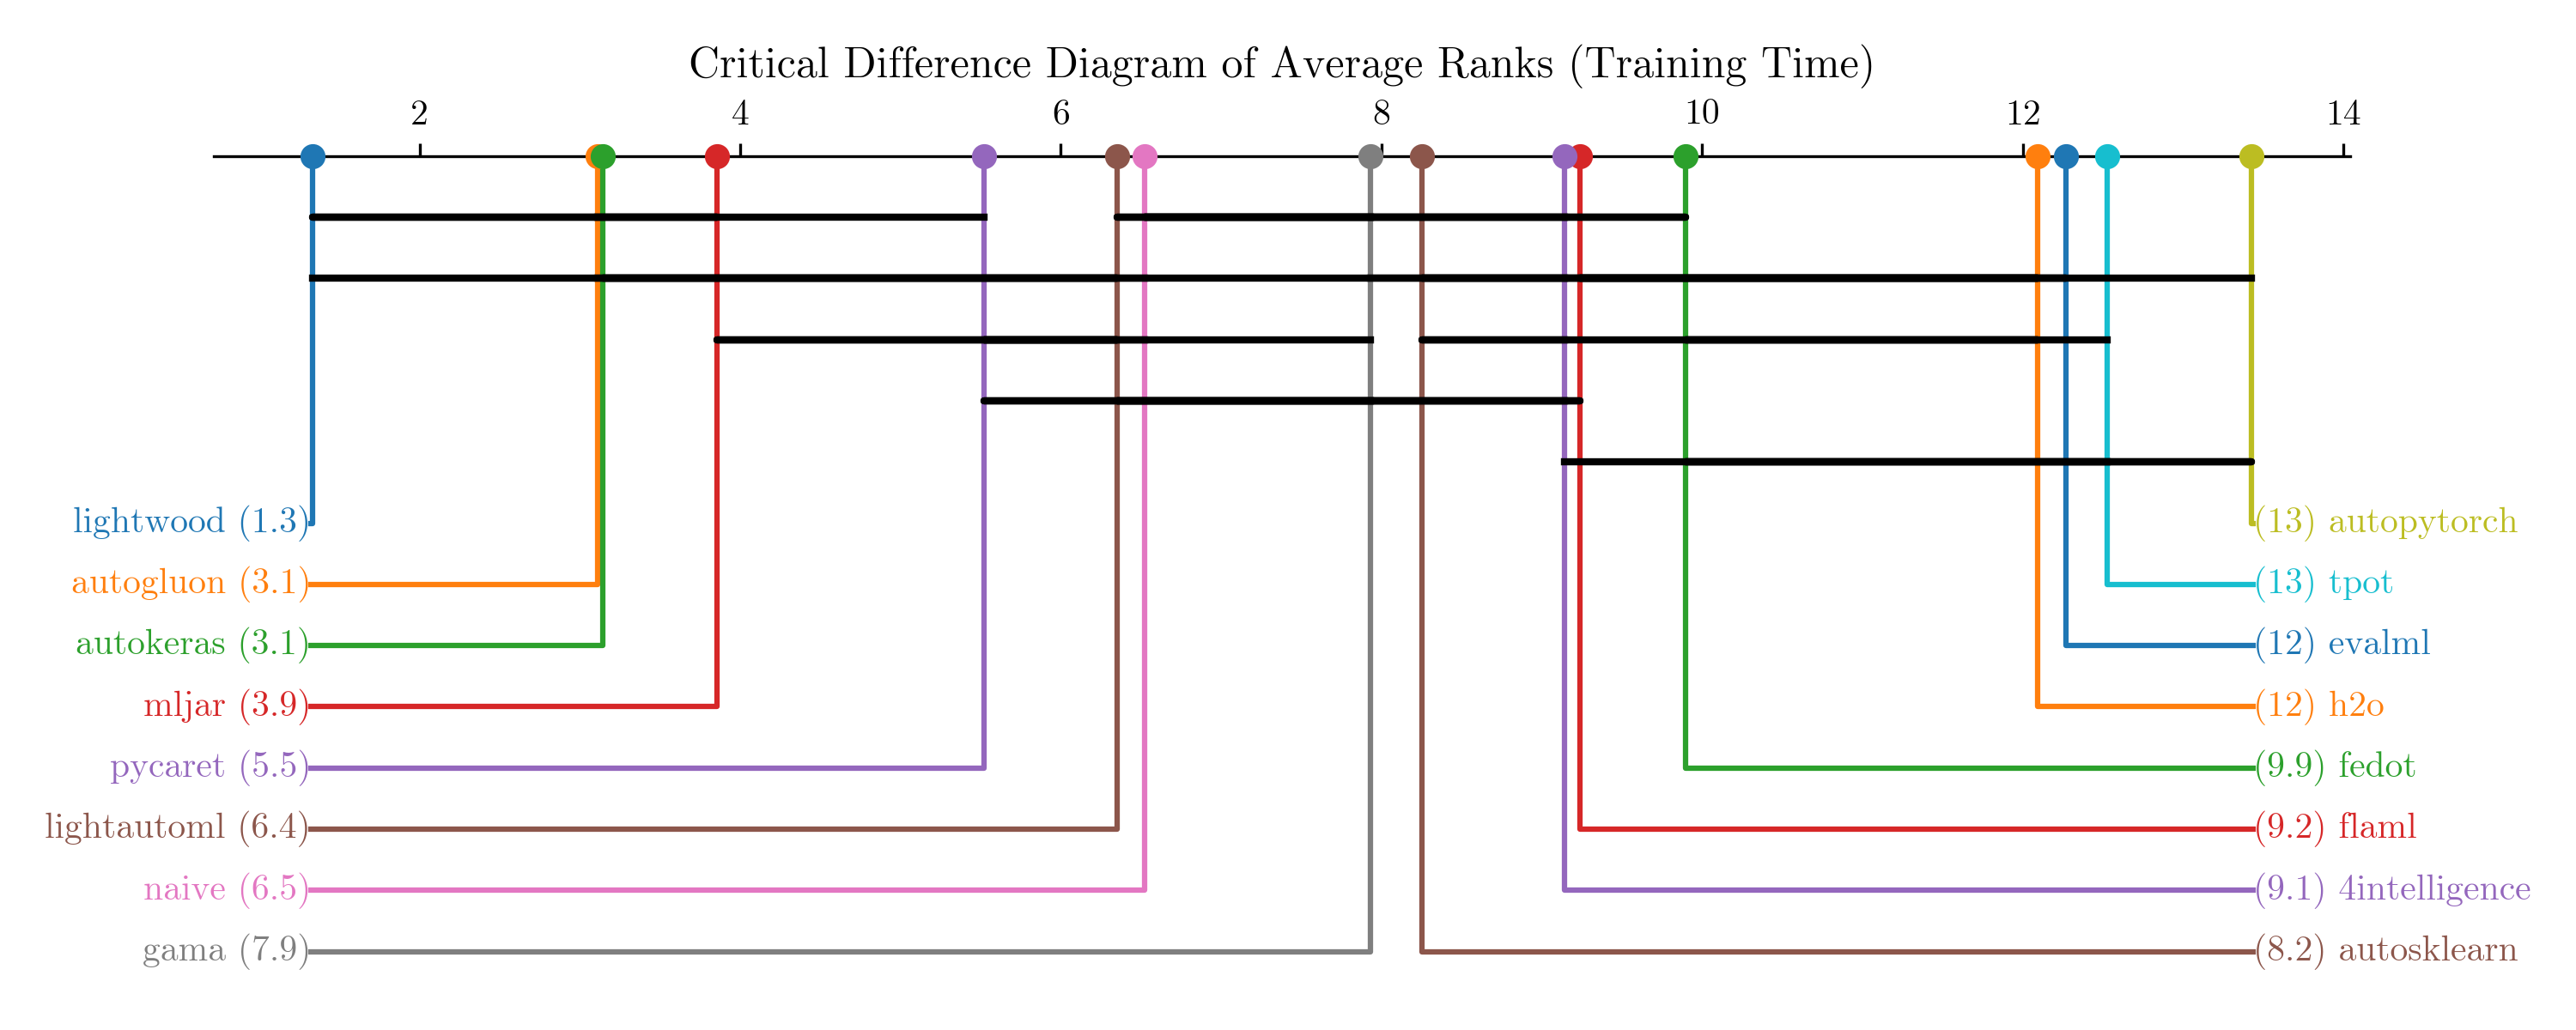 Critical Difference Diagram of Average Ranks (Training Time)
2 4 6 8 10 12 14
lightwood (1.3)
(13) autopytorch
autogluon (3.1)
(13) tpot
autokeras (3.1)
(12) evalml
mljar (3.9)
(12) h2o
pycaret (5.5)
(9.9) fedot
lightautoml (6.4)
(9.2) flaml
naive (6.5)
(9.1) 4intelligence
gama (7.9)
(8.2) autosklearn